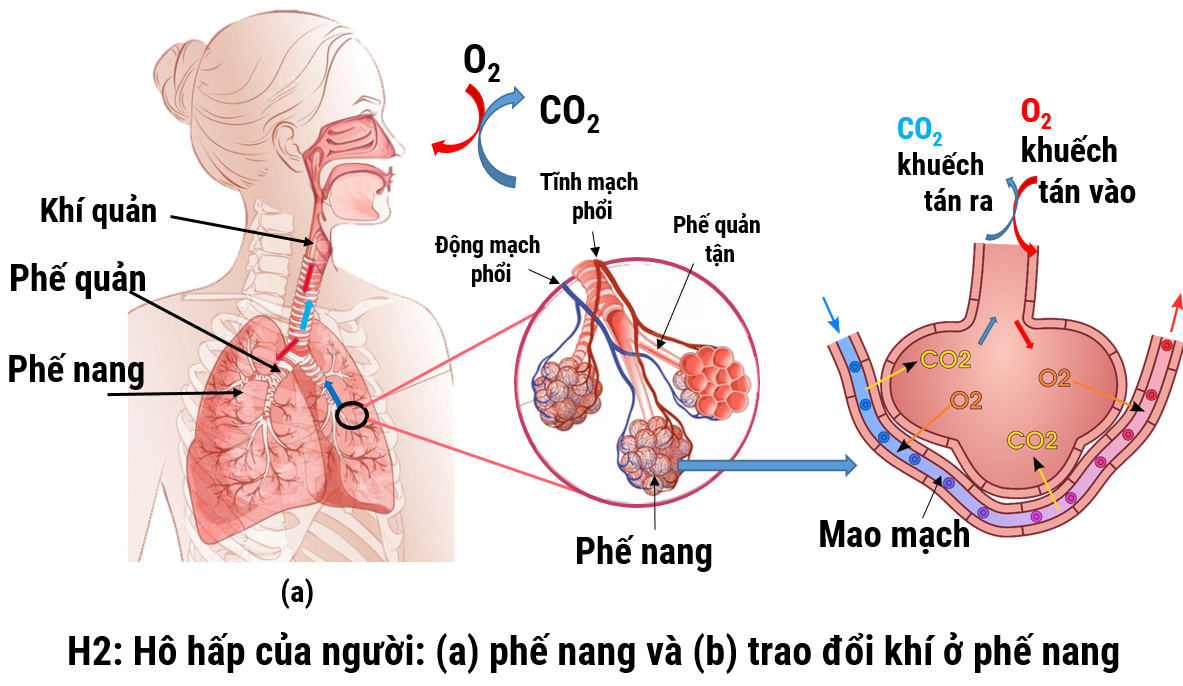 O2
CO2
Khí quản
Phế quản
Phế nang
Động mạch
phổi
Tĩnh mạch
phổi
Phế quản
tận
Phế nang
CO2
khuếch
tán ra
O2
khuếch
tán vào
CO2
O2
O2
CO2
Mao mạch
(a)
H2: Hô hấp của người: (a) phế nang và (b) trao đổi khí ở phế nang